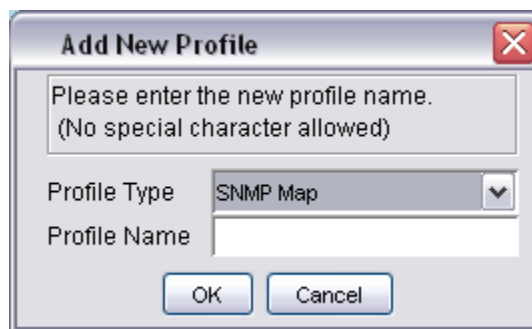 Add New Profile
Please enter the new profile name.
(No special character allowed)
Profile Type SNMP Map
Profile Name
OK Cancel